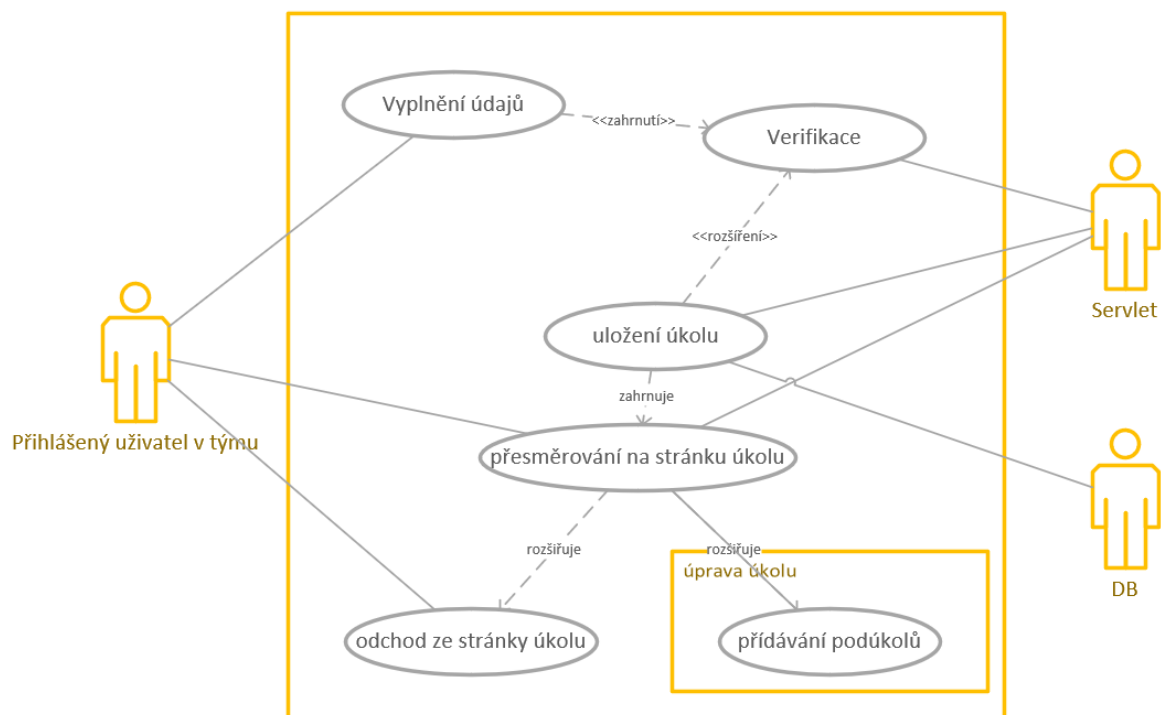 Vyplnění údajů
<<zahrnutí>>
Verifikace
<<rozšíření>>
Servlet
uložení úkolu
zahrnuje
Přihlášený uživatel v týmu
přesměrování na stránku úkolu
rozšiřuje
rozšiřuje
úprava úkolu
DB
odchod ze stránky úkolu
přídávání podúkolů